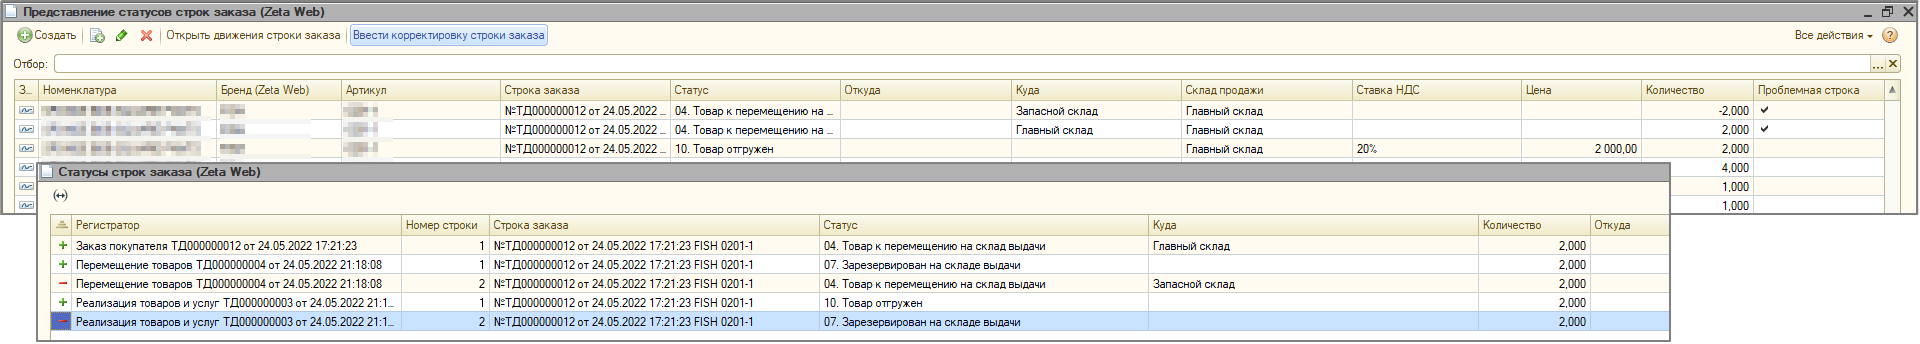 Представление статусов строк заказа (Zeta Web)
Создать Открыть движения строки заказа Ввести корректировку строки заказа Все действия ?
Отбор: ...
З... Номенклатура Бренд (Zeta Web) Артикул Строка заказа Статус Откуда Куда Склад продажи Ставка НДС Цена Количество Проблемная строка
№ТД000000012 от 24.05.2022 ... 04. Товар к перемещению на ... Запасной склад Главный склад -2,000
№ТД000000012 от 24.05.2022 ... 04. Товар к перемещению на ... Главный склад Главный склад 2,000
№ТД000000012 от 24.05.2022 ... 10. Товар отгружен Главный склад 20% 2 000,00 2,000
4,000
1,000
1,000
Статусы строк заказа (Zeta Web)
Регистратор Номер строки Строка заказа Статус Куда Количество Откуда
Заказ покупателя ТД000000012 от 24.05.2022 17:21:23 1 №ТД000000012 от 24.05.2022 17:21:23 FISH 0201-1 04. Товар к перемещению на склад выдачи Главный склад 2,000
Перемещение товаров ТД000000004 от 24.05.2022 21:18:08 1 №ТД000000012 от 24.05.2022 17:21:23 FISH 0201-1 07. Зарезервирован на складе выдачи 2,000
Перемещение товаров ТД000000004 от 24.05.2022 21:18:08 2 №ТД000000012 от 24.05.2022 17:21:23 FISH 0201-1 04. Товар к перемещению на склад выдачи Запасной склад 2,000
Реализация товаров и услуг ТД000000003 от 24.05.2022 21:1... 1 №ТД000000012 от 24.05.2022 17:21:23 FISH 0201-1 10. Товар отгружен 2,000
Реализация товаров и услуг ТД000000003 от 24.05.2022 21:1... 2 №ТД000000012 от 24.05.2022 17:21:23 FISH 0201-1 07. Зарезервирован на складе выдачи 2,000